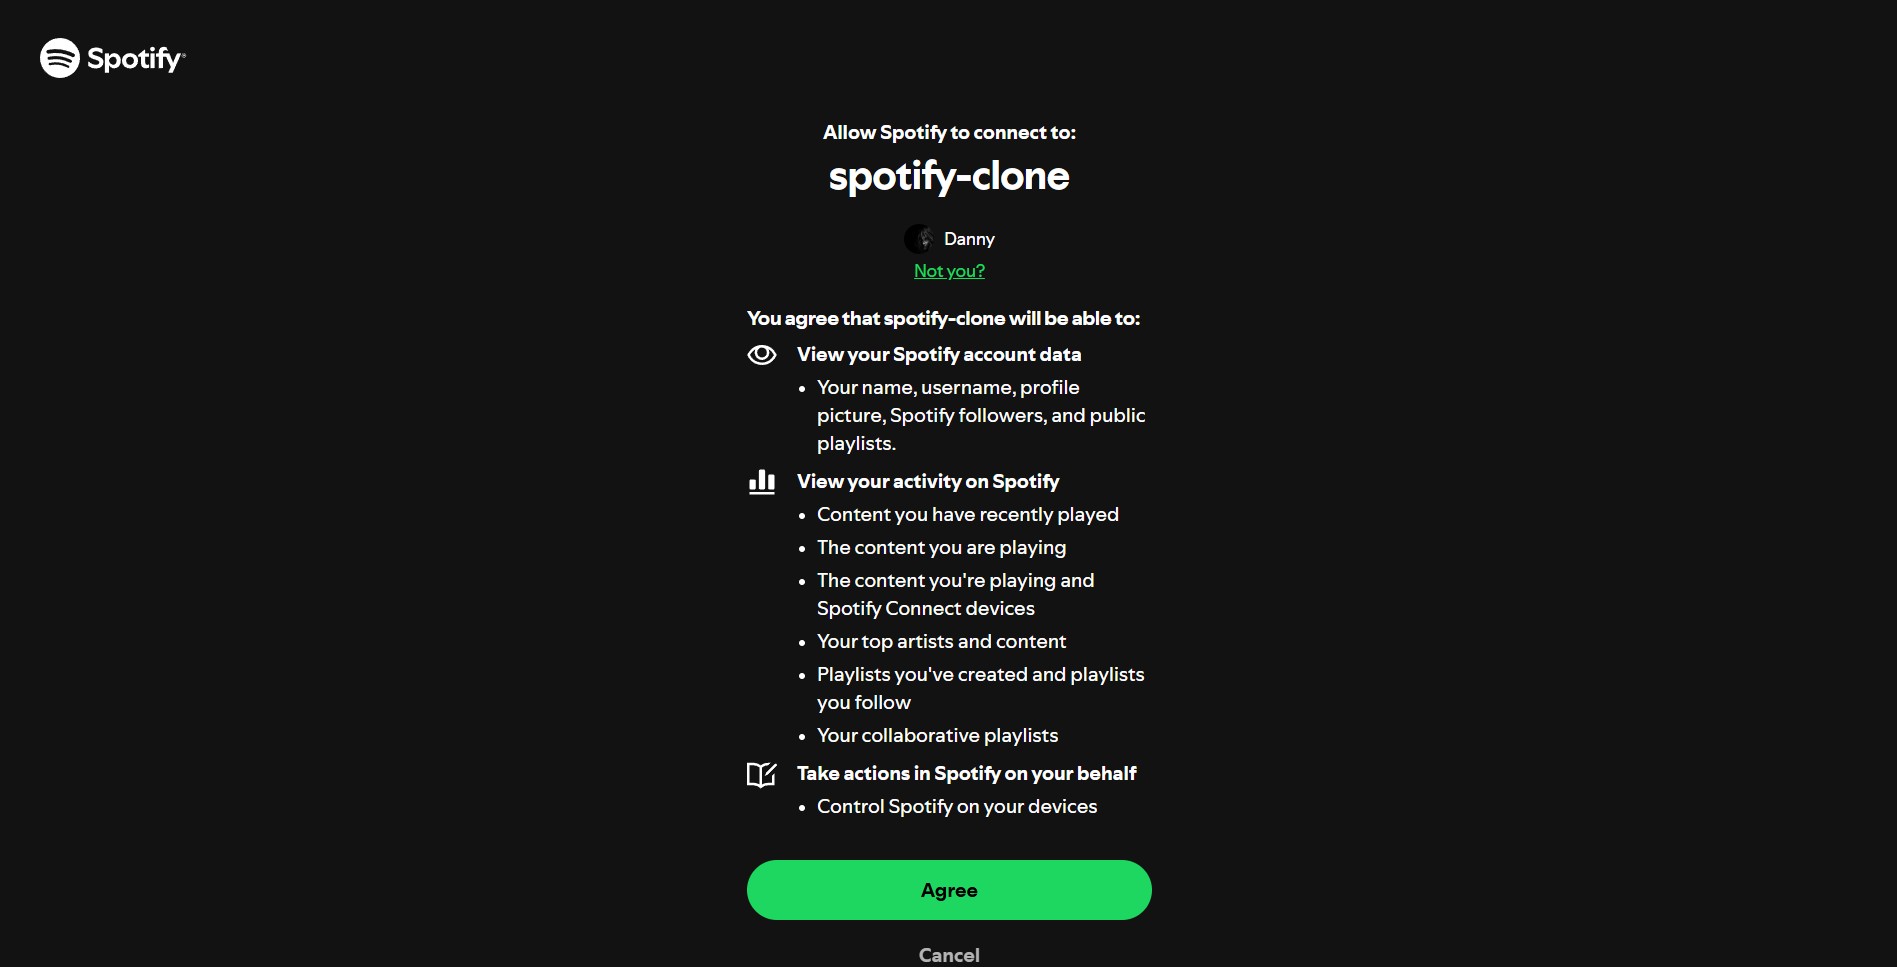 Spotify®
Allow Spotify to connect to:
spotify-clone
Danny
Not you?
You agree that spotify-clone will be able to:
View your Spotify account data
• Your name, username, profile
picture, Spotify followers, and public
playlists.
View your activity on Spotify
• Content you have recently played
• The content you are playing
• The content you're playing and
Spotify Connect devices
• Your top artists and content
• Playlists you've created and playlists
you follow
• Your collaborative playlists
Take actions in Spotify on your behalf
• Control Spotify on your devices
Agree
Cancel